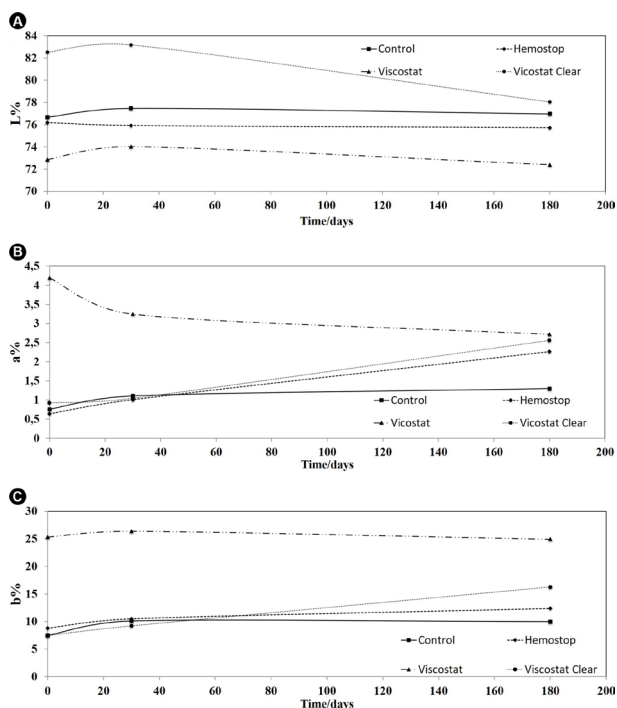 A
84
82
80
78
76
74
72
70
L%
Control
Hemostop
Viscostat
Vicostat Clear
0 20 40 60 80 100 120 140 160 180 200
Time/days
B
4,5
4
3,5
3
2,5
2
1,5
1
0,5
0
a%
Control
Hemostop
Vicostat
Viscostat Clear
0 20 40 60 80 100 120 140 160 180 200
Time/days
C
30
25
20
15
10
5
0
b%
Control
Hemostop
Viscostat
Viscostat Clear
0 20 40 60 80 100 120 140 160 180 200
Time/days